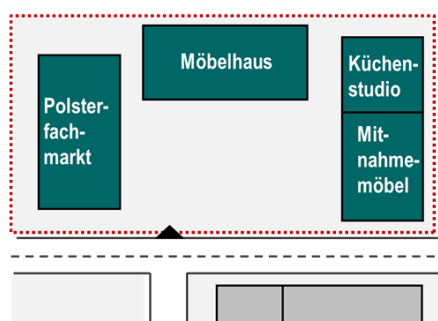 Möbelhaus
Polster-
fach-
markt
Küchen-
studio
Mit-
nahme-
möbel